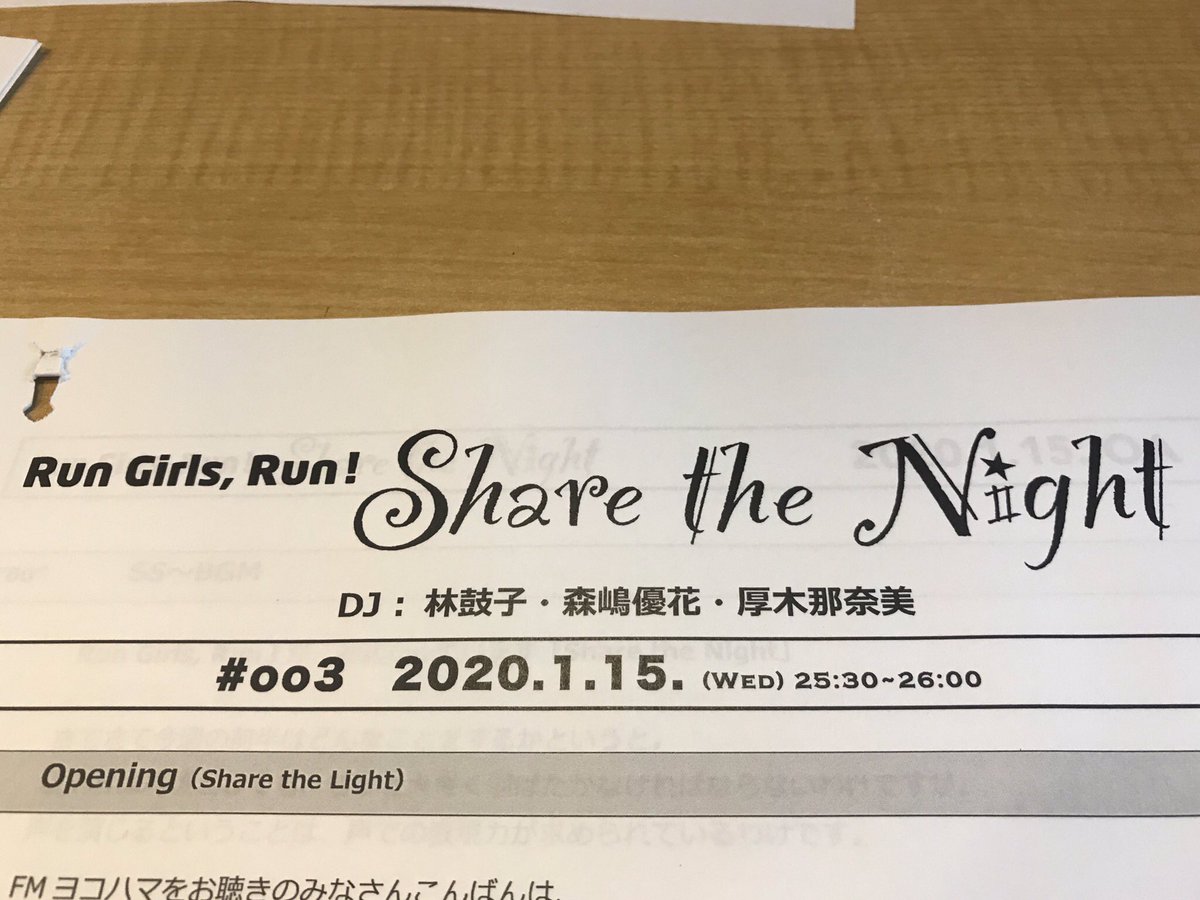 Run Girls, Run! Share the Night
DJ : 林鼓子・森嶋優花・厚木那奈美
#003 2020.1.15. (WED) 25:30~26:00
Opening (Share the Light)
FMヨコハマをお聴きのみなさんこんばんは、